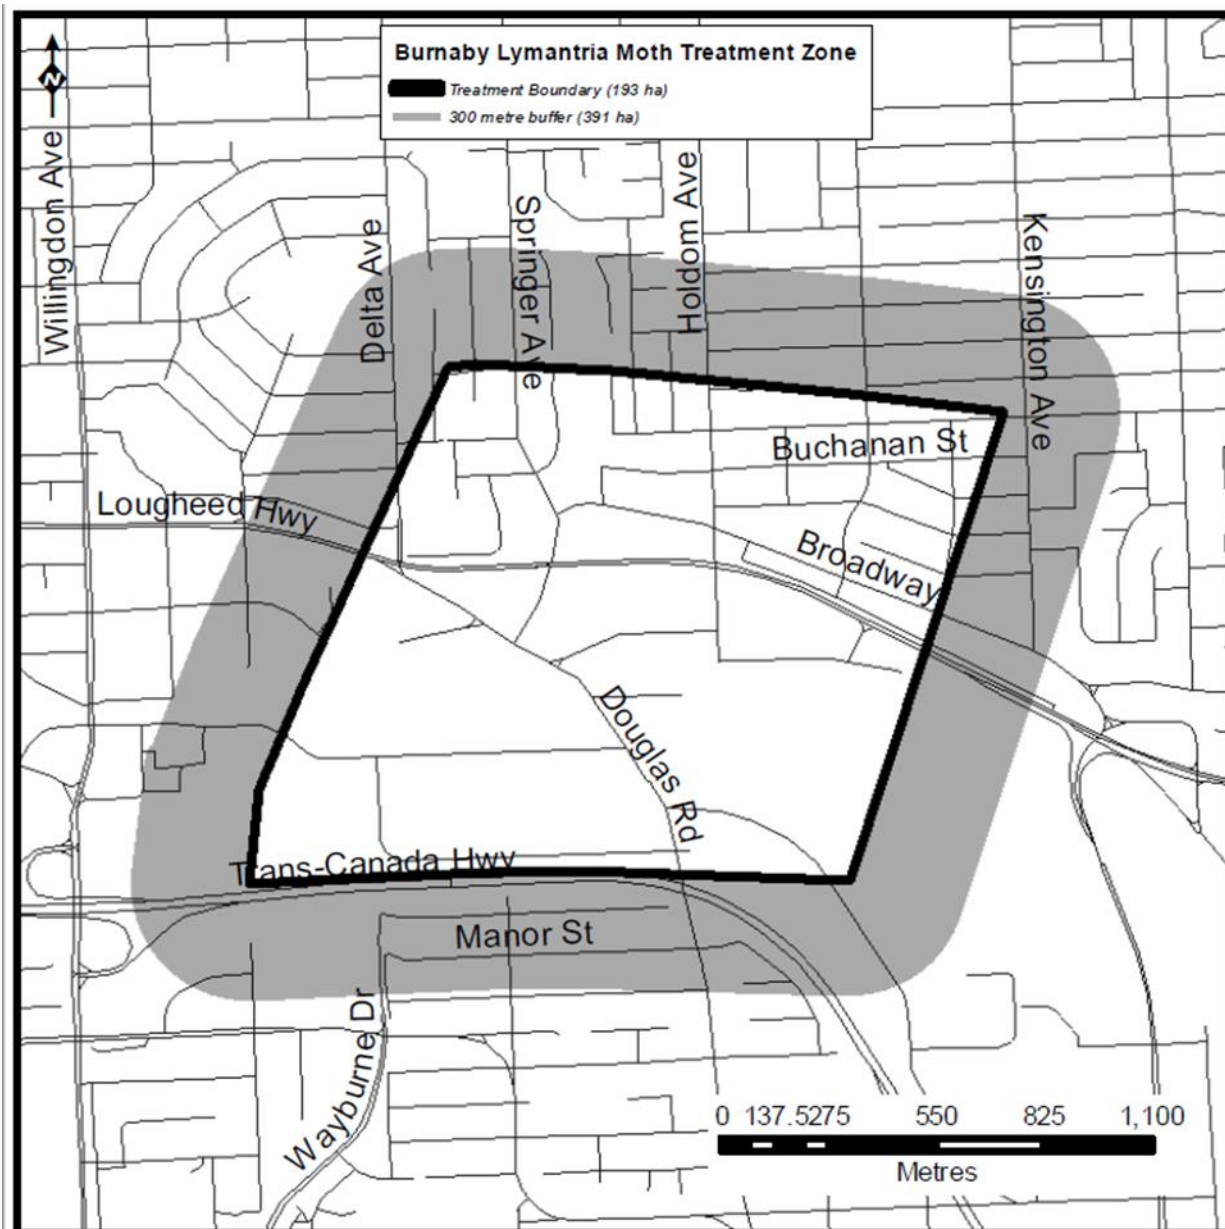 N
Burnaby Lymantria Moth Treatment Zone
Treatment Boundary (193 ha)
300 metre buffer (391 ha)
Willingdon Ave
Delta Ave
Springer Ave
Holdom Ave
Kensington Ave
Buchanan St
Lougheed Hwy
Broadway
Douglas Rd
Trans-Canada Hwy
Manor St
Wayburne Dr
0 137.5275 550 825 1,100
Metres